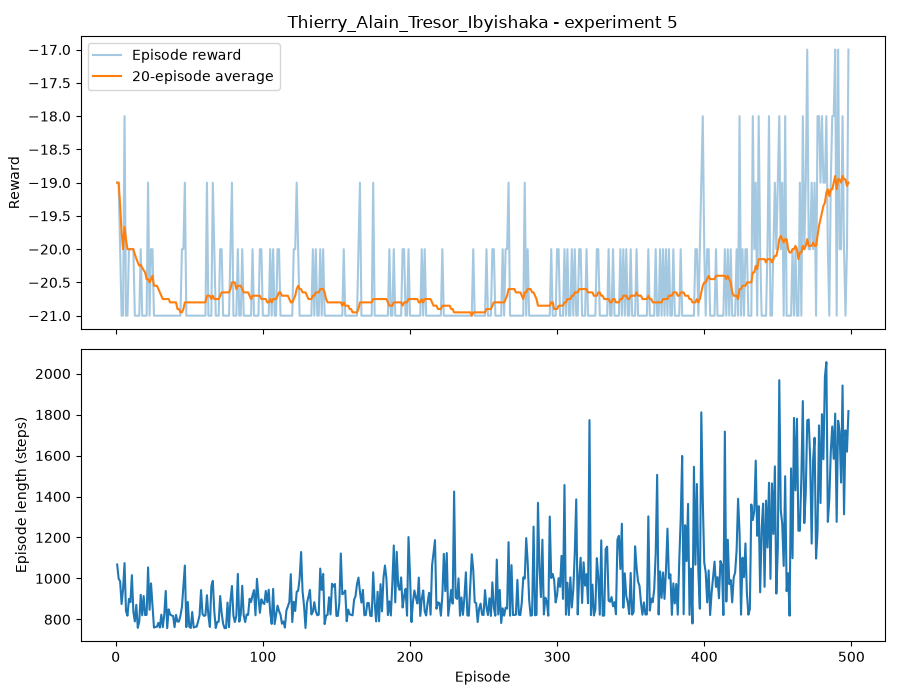 Thierry_Alain_Tresor_Ibyishaka - experiment 5
Episode reward
20-episode average
Reward
−17.0
−17.5
−18.0
−18.5
−19.0
−19.5
−20.0
−20.5
−21.0
Episode length (steps)
2000
1800
1600
1400
1200
1000
800
0 100 200 300 400 500
Episode